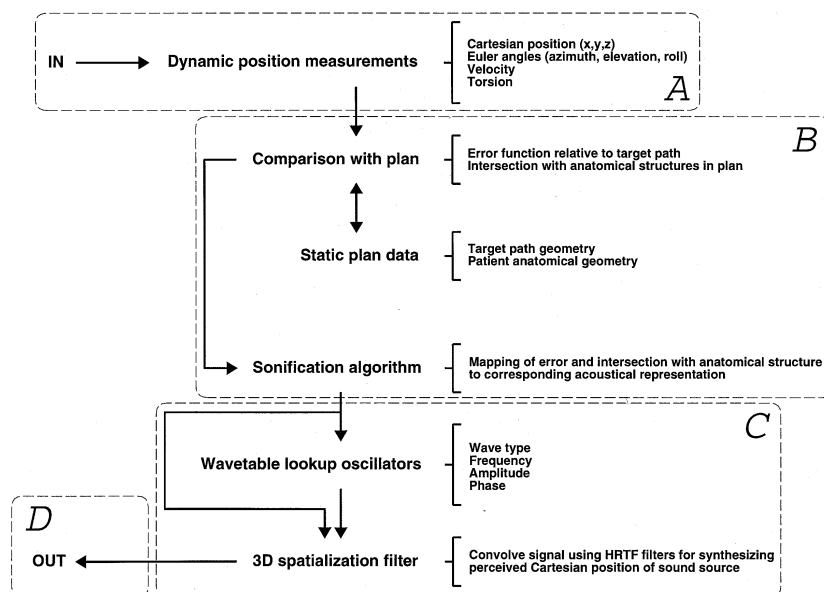 IN
Dynamic position measurements
Cartesian position (x,y,z)
Euler angles (azimuth, elevation, roll)
Velocity
Torsion
A
B
Comparison with plan
Error function relative to target path
Intersection with anatomical structures in plan
Static plan data
Target path geometry
Patient anatomical geometry
Sonification algorithm
Mapping of error and intersection with anatomical structure
to corresponding acoustical representation
C
Wavetable lookup oscillators
Wave type
Frequency
Amplitude
Phase
D
OUT
3D spatialization filter
Convolve signal using HRTF filters for synthesizing
perceived Cartesian position of sound source